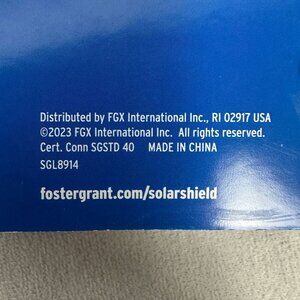 Distributed by FGX International Inc., RI 02917 USA
©2023 FGX International Inc. All rights reserved.
Cert. Conn SGSTD 40 MADE IN CHINA
SGL8914
fostergrant.com/solarshield